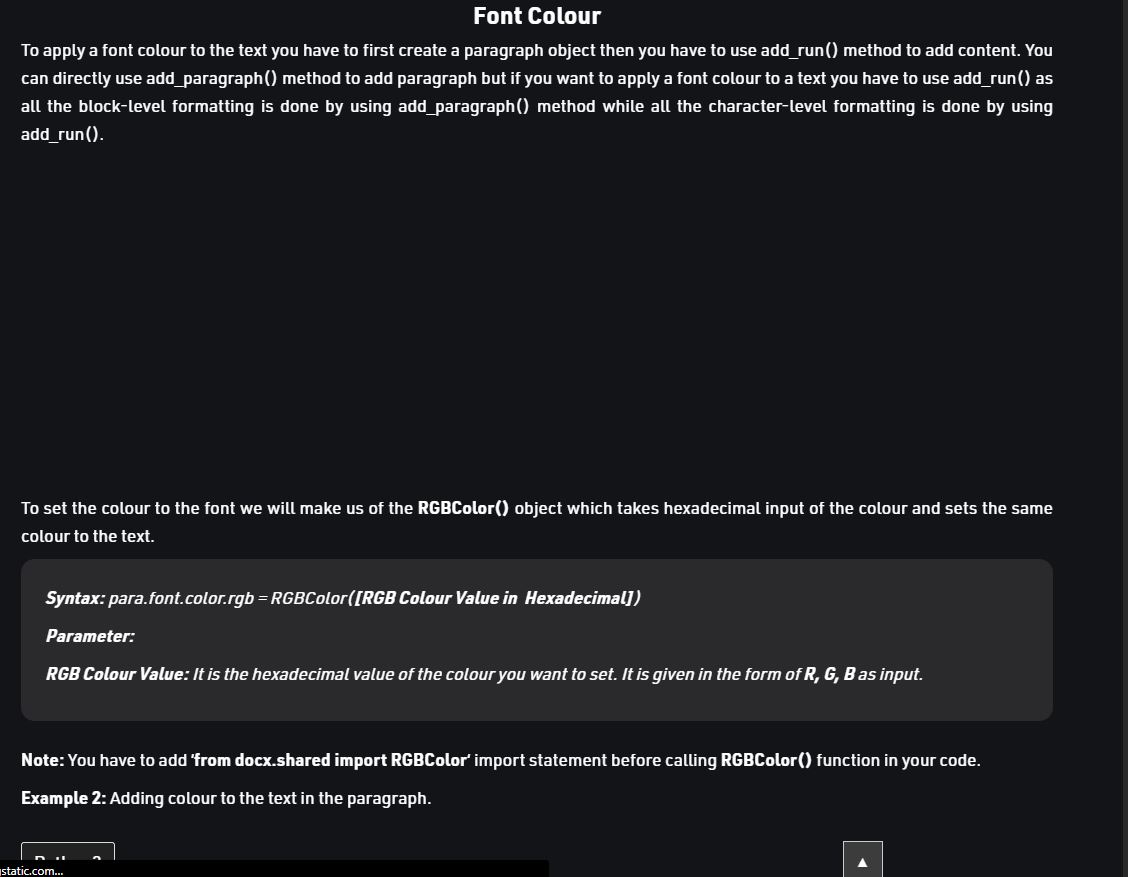 Font Colour
To apply a font colour to the text you have to first create a paragraph object then you have to use add_run() method to add content. You
can directly use add_paragraph() method to add paragraph but if you want to apply a font colour to a text you have to use add_run() as
all the block-level formatting is done by using add_paragraph() method while all the character-level formatting is done by using
add_run().
To set the colour to the font we will make us of the RGBColor() object which takes hexadecimal input of the colour and sets the same
colour to the text.
Syntax: para.font.color.rgb = RGBColor([RGB Colour Value in Hexadecimal])
Parameter:
RGB Colour Value: It is the hexadecimal value of the colour you want to set. It is given in the form of R, G, B as input.
Note: You have to add 'from docx.shared import RGBColor' import statement before calling RGBColor() function in your code.
Example 2: Adding colour to the text in the paragraph.
static.com...